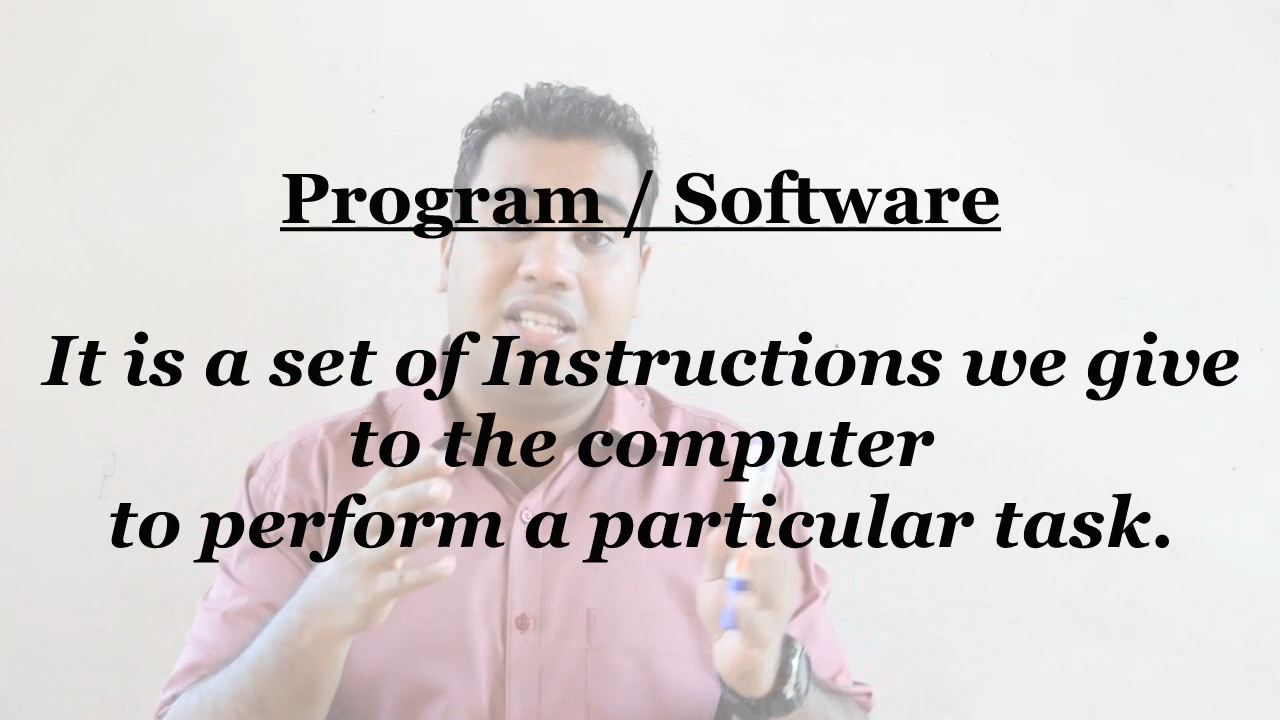 Program / Software
It is a set of Instructions we give
to the computer
to perform a particular task.